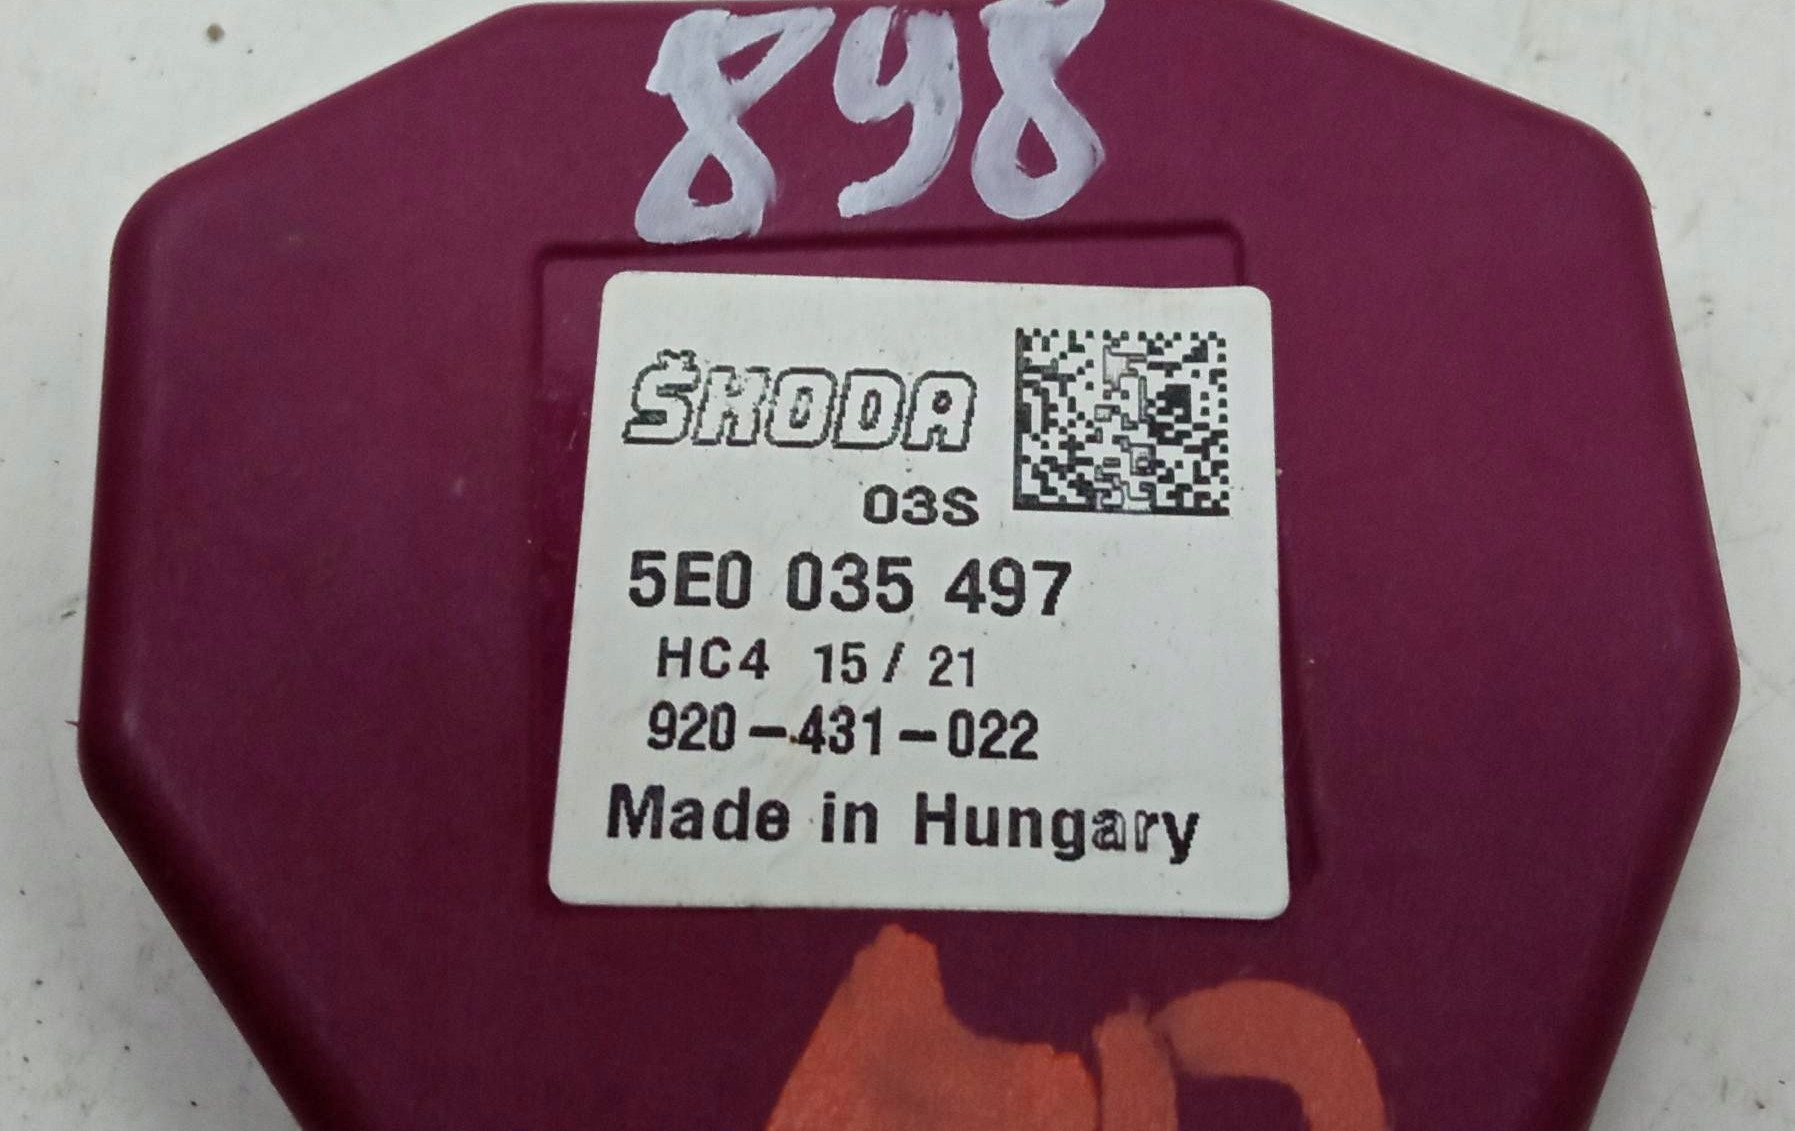 898
ŠKODA
03S
5E0 035 497
HC4 15/21
920-431-022
Made in Hungary